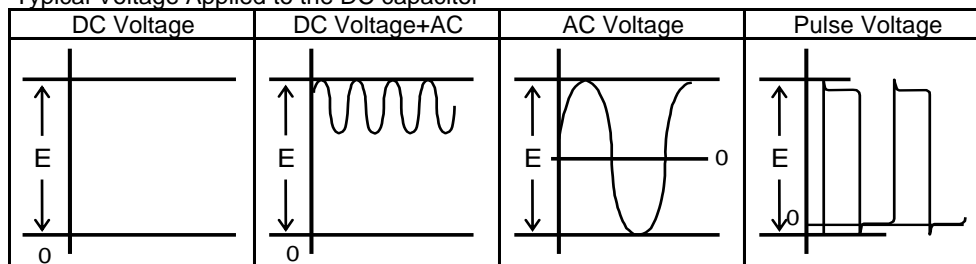 Typical Voltage Applied to the DC capacitor
DC Voltage
DC Voltage+AC
AC Voltage
Pulse Voltage
E
0
E
0
E
0
E
0